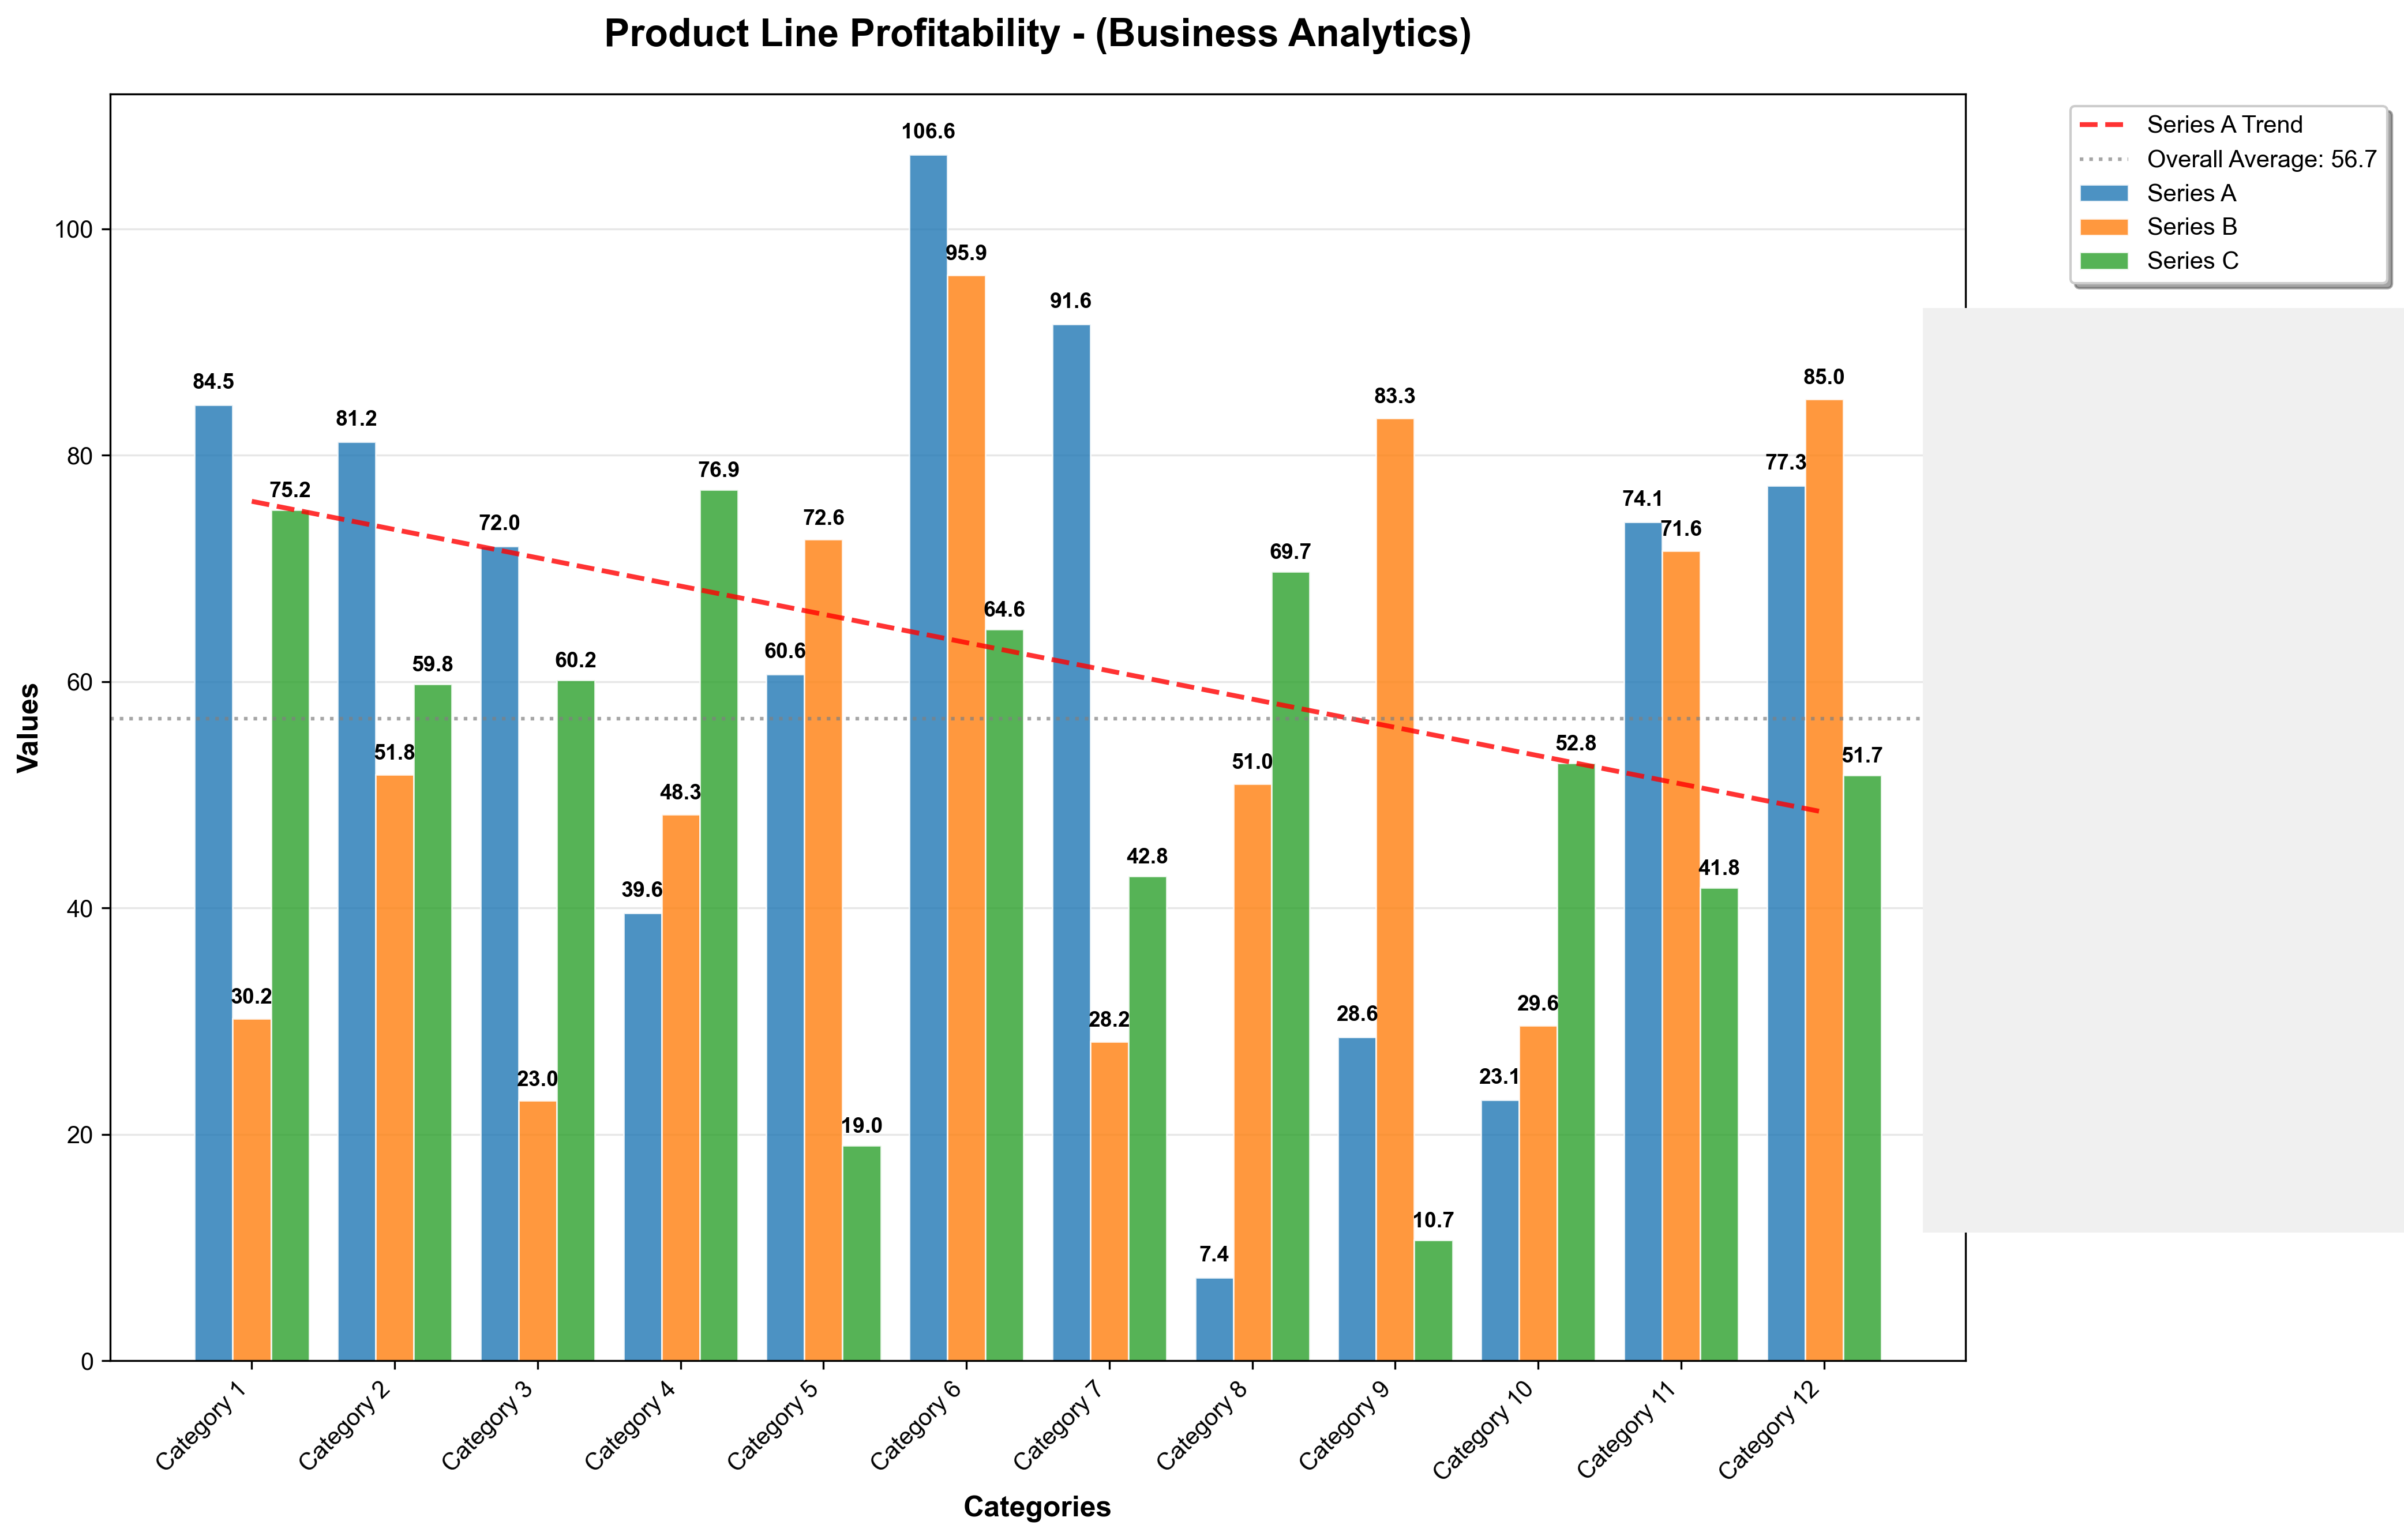 Product Line Profitability - (Business Analytics)
Series A Trend
Overall Average: 56.7
Series A
Series B
Series C
Values
100
80
60
40
20
0
84.5
30.2
75.2
81.2
51.8
59.8
72.0
23.0
60.2
39.6
48.3
76.9
60.6
72.6
19.0
106.6
95.9
64.6
91.6
28.2
42.8
7.4
51.0
69.7
28.6
83.3
10.7
23.1
29.6
52.8
74.1
71.6
41.8
77.3
85.0
51.7
Category 1
Category 2
Category 3
Category 4
Category 5
Category 6
Category 7
Category 8
Category 9
Category 10
Category 11
Category 12
Categories